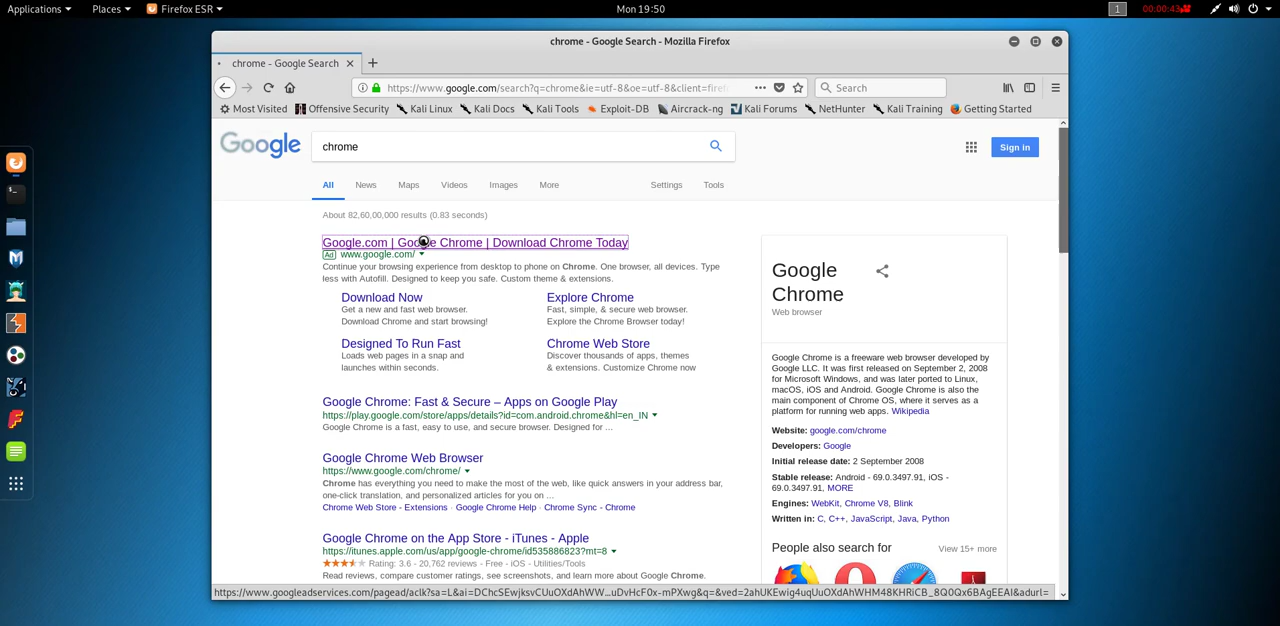 Applications Places Firefox ESR Mon 19:50 1 00:00:43
chrome - Google Search - Mozilla Firefox
chrome - Google Search
https://www.google.com/search?q=chrome&ie=utf-8&oe=utf-8&client=firef Search
Most Visited Offensive Security Kali Linux Kali Docs Kali Tools Exploit-DB Aircrack-ng Kali Forums NetHunter Kali Training Getting Started
Google chrome Sign in
All News Maps Videos Images More Settings Tools
About 82,60,00,000 results (0.83 seconds)
Google.com | Google Chrome | Download Chrome Today
Ad www.google.com/
Continue your browsing experience from desktop to phone on Chrome. One browser, all devices. Type
less with Autofill. Designed to keep you safe. Custom theme & extensions.
Download Now
Get a new and fast web browser.
Download Chrome and start browsing!
Explore Chrome
Fast, simple, & secure web browser.
Explore the Chrome Browser today!
Designed To Run Fast
Loads web pages in a snap and
launches within seconds.
Chrome Web Store
Discover thousands of apps, themes
& extensions. Customize Chrome now
Google Chrome: Fast & Secure – Apps on Google Play
https://play.google.com/store/apps/details?id=com.android.chrome&hl=en_IN
Google Chrome is a fast, easy to use, and secure browser. Designed for ...
Google Chrome Web Browser
https://www.google.com/chrome/
Chrome has everything you need to make the most of the web, like quick answers in your address bar,
one-click translation, and personalized articles for you on ...
Chrome Web Store - Extensions · Google Chrome Help · Chrome Sync - Chrome
Google Chrome on the App Store - iTunes - Apple
https://itunes.apple.com/us/app/google-chrome/id535886823?mt=8
Rating: 3.6 - 20,762 reviews - Free - iOS - Utilities/Tools
Read reviews, compare customer ratings, see screenshots, and learn more about Google Chrome.
Google
Chrome
Web browser
Google Chrome is a freeware web browser developed by
Google LLC. It was first released on September 2, 2008
for Microsoft Windows, and was later ported to Linux,
macOS, iOS and Android. Google Chrome is also the
main component of Chrome OS, where it serves as a
platform for running web apps. Wikipedia
Website: google.com/chrome
Developers: Google
Initial release date: 2 September 2008
Stable release: Android - 69.0.3497.91, iOS -
69.0.3497.91, MORE
Engines: WebKit, Chrome V8, Blink
Written in: C, C++, JavaScript, Java, Python
People also search for View 15+ more
https://www.googleadservices.com/pagead/aclk?sa=L&ai=DChcSEwjksvCUuOXdAhWW...uDvHcF0x-mPXwg&q=&ved=2ahUKEwig4uqUuOXdAhWHM48KHRiCB_8Q0Qx6BAgEEAI&adurl=